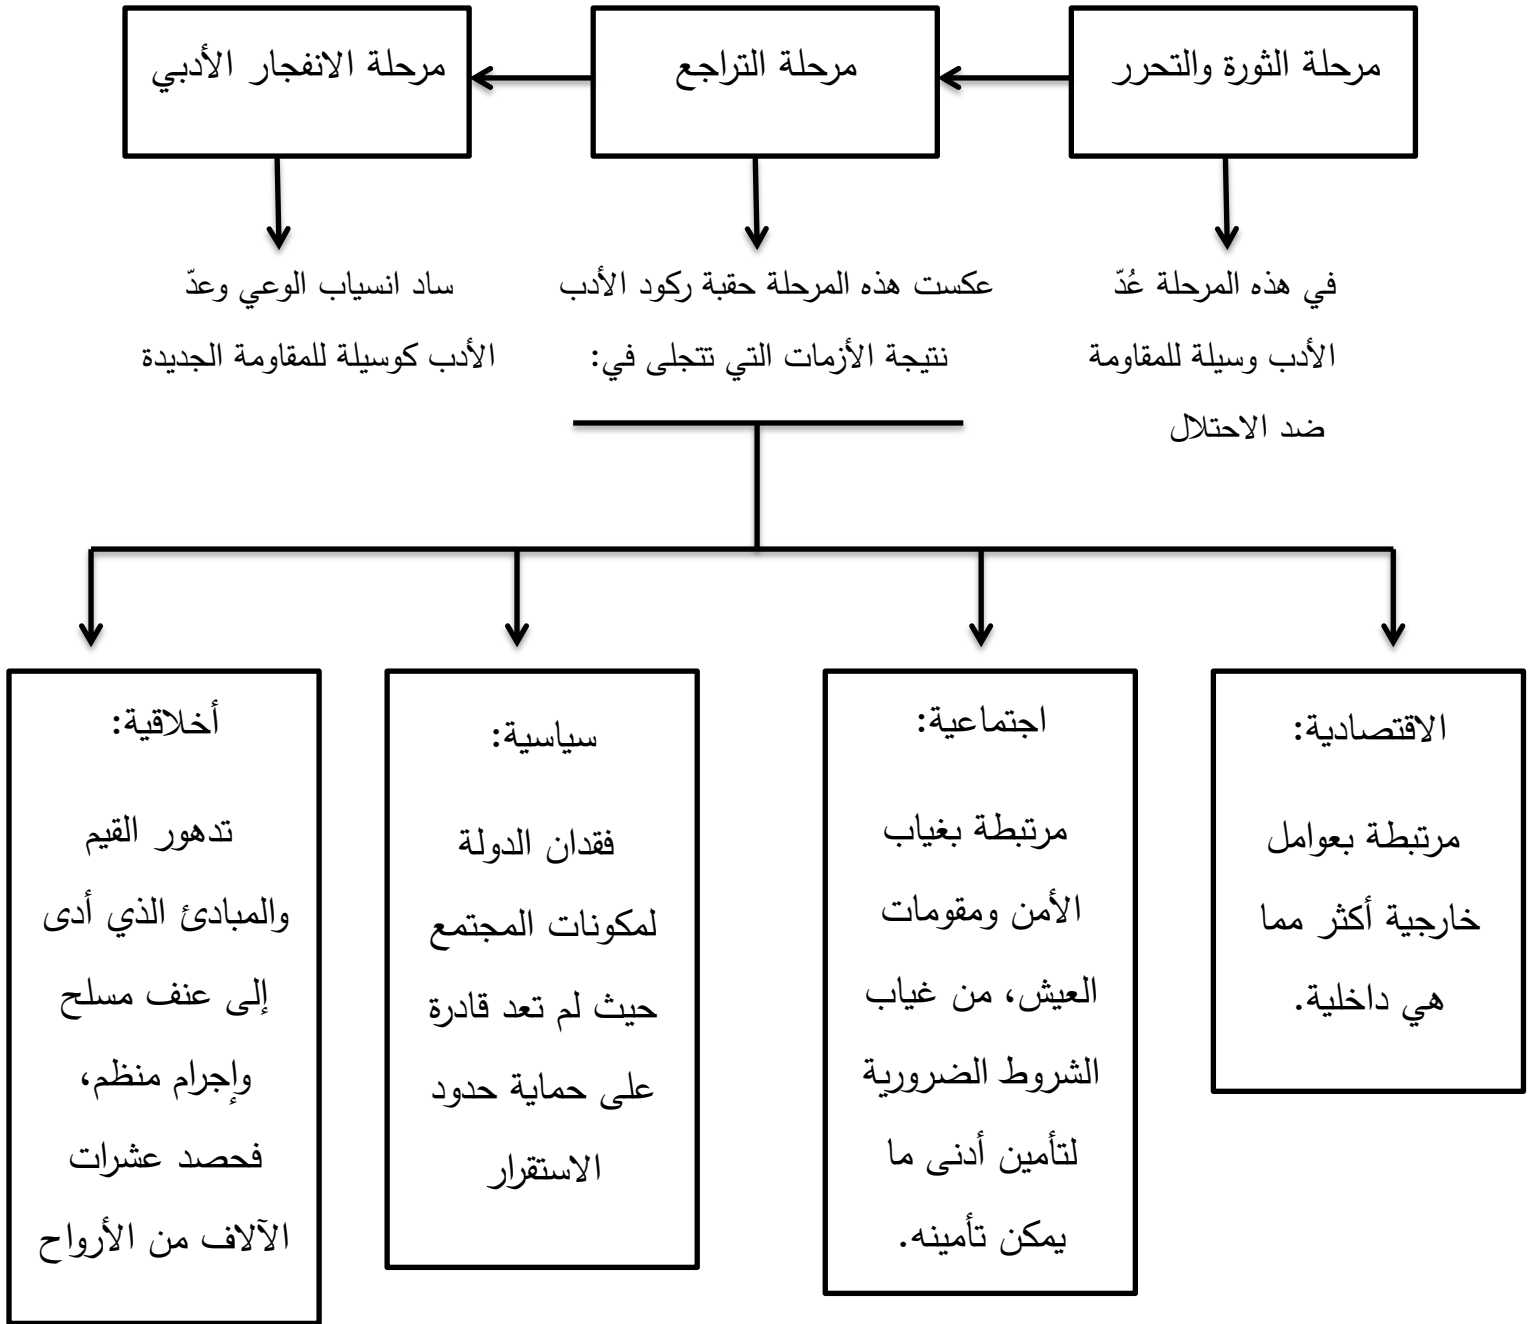 مرحلة الثورة والتحرر
مرحلة التراجع
مرحلة الانفجار الأدبي
في هذه المرحلة عُدّ
الأدب وسيلة للمقاومة
ضد الاحتلال
عكست هذه المرحلة حقبة ركود الأدب
نتيجة الأزمات التي تتجلى في:
ساد انسياب الوعي وعدّ
الأدب كوسيلة للمقاومة الجديدة
الاقتصادية:
مرتبطة بعوامل
خارجية أكثر مما
هي داخلية.
اجتماعية:
مرتبطة بغياب
الأمن ومقومات
العيش، من غياب
الشروط الضرورية
لتأمين أدنى ما
يمكن تأمينه.
سياسية:
فقدان الدولة
لمكونات المجتمع
حيث لم تعد قادرة
على حماية حدود
الاستقرار
أخلاقية:
تدهور القيم
والمبادئ الذي أدى
إلى عنف مسلح
وإجرام منظم،
فحصد عشرات
الآلاف من الأرواح